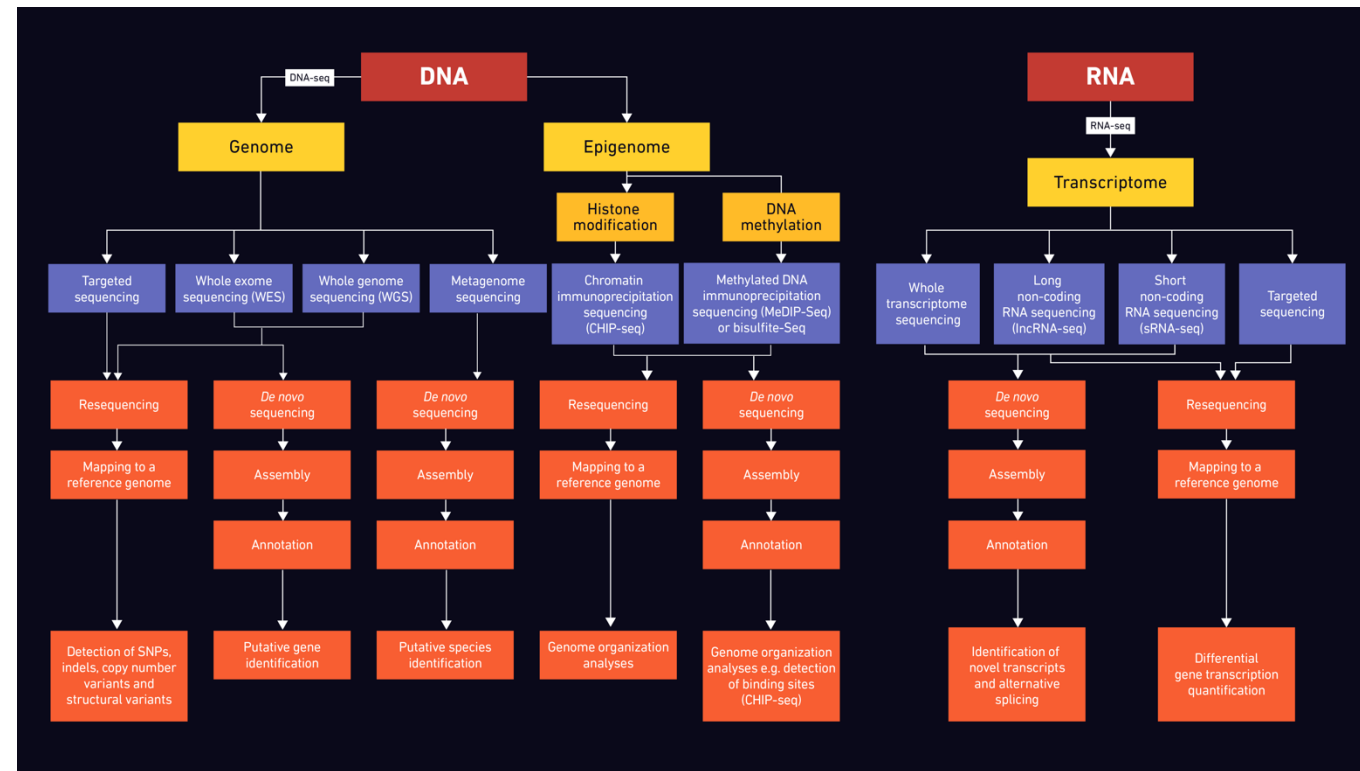 DNA
RNA
DNA-seq
RNA-seq
Genome
Epigenome
Transcriptome
Histone
modification
DNA
methylation
Targeted
sequencing
Whole exome
sequencing (WES)
Whole genome
sequencing (WGS)
Metagenome
sequencing
Chromatin
immunoprecipitation
sequencing
(CHIP-seq)
Methylated DNA
immunoprecipitation
sequencing (MeDIP-Seq)
or bisulfite-Seq
Whole
transcriptome
sequencing
Long
non-coding
RNA sequencing
(lncRNA-seq)
Short
non-coding
RNA sequencing
(sRNA-seq)
Targeted
sequencing
Resequencing
De novo
sequencing
De novo
sequencing
Resequencing
De novo
sequencing
De novo
sequencing
Resequencing
Mapping to a
reference genome
Assembly
Assembly
Mapping to a
reference genome
Assembly
Assembly
Mapping to a
reference genome
Annotation
Annotation
Annotation
Annotation
Detection of SNPs,
indels, copy number
variants and
structural variants
Putative gene
identification
Putative species
identification
Genome organization
analyses
Genome organization
analyses e.g. detection
of binding sites
(CHIP-seq)
Identification of
novel transcripts
and alternative
splicing
Differential
gene transcription
quantification